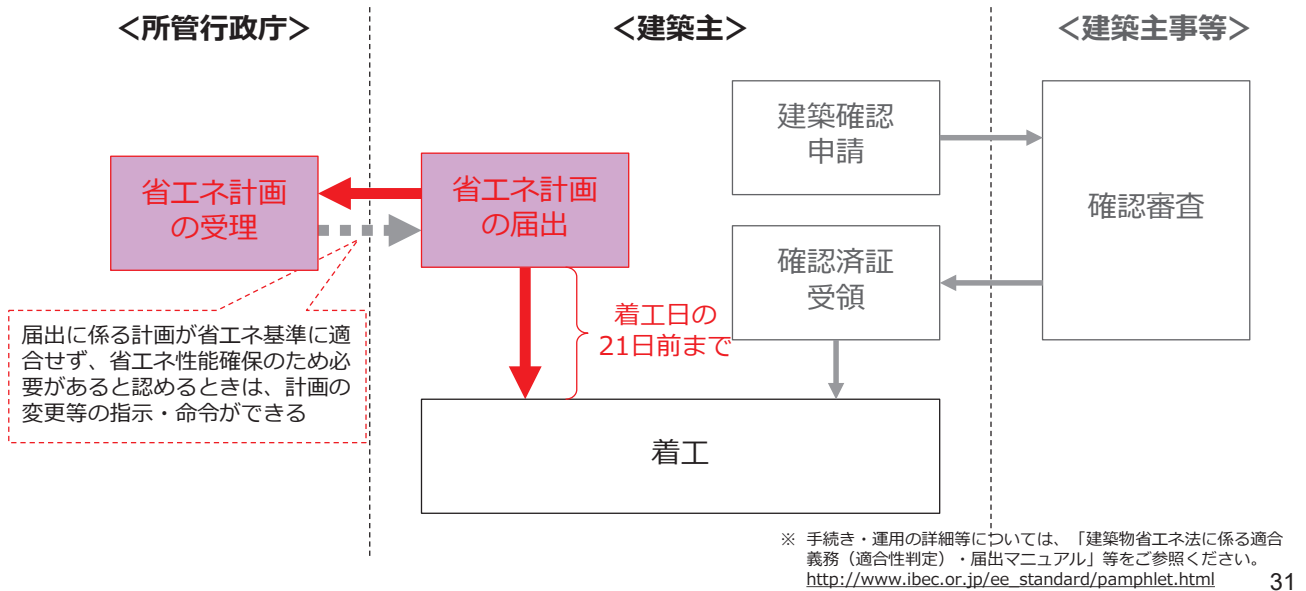 ＜所管行政庁＞
＜建築主＞
＜建築主事等＞
建築確認
申請
確認審査
省エネ計画
の受理
省エネ計画
の届出
確認済証
受領
着工日の
21日前まで
届出に係る計画が省エネ基準に適
合せず、省エネ性能確保のため必
要があると認めるときは、計画の
変更等の指示・命令ができる
着工
※ 手続き・運用の詳細等については、「建築物省エネ法に係る適合
義務（適合性判定）・届出マニュアル」等をご参照ください。
http://www.ibec.or.jp/ee_standard/pamphlet.html
31